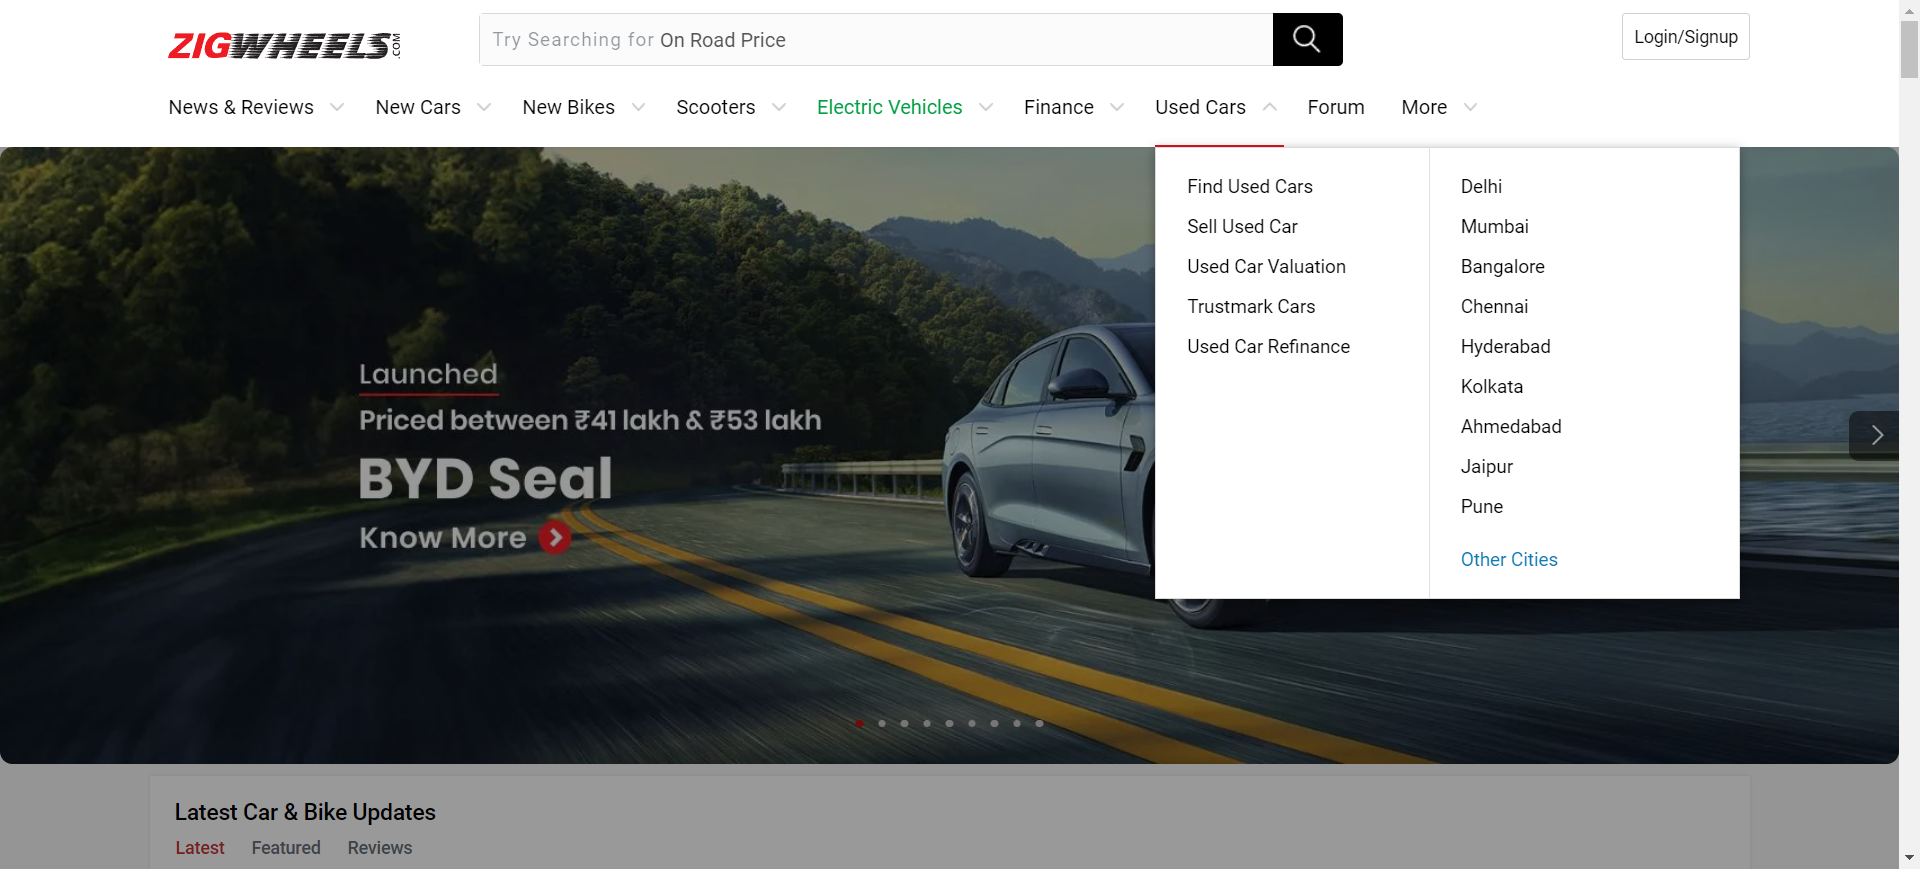 ZIGWHEELS.COM
Try Searching for On Road Price
Login/Signup
News & Reviews New Cars New Bikes Scooters Electric Vehicles Finance Used Cars Forum More
Find Used Cars
Sell Used Car
Used Car Valuation
Trustmark Cars
Used Car Refinance
Delhi
Mumbai
Bangalore
Chennai
Hyderabad
Kolkata
Ahmedabad
Jaipur
Pune
Other Cities
Launched
Priced between ₹41 lakh & ₹53 lakh
BYD Seal
Know More
Latest Car & Bike Updates
Latest Featured Reviews